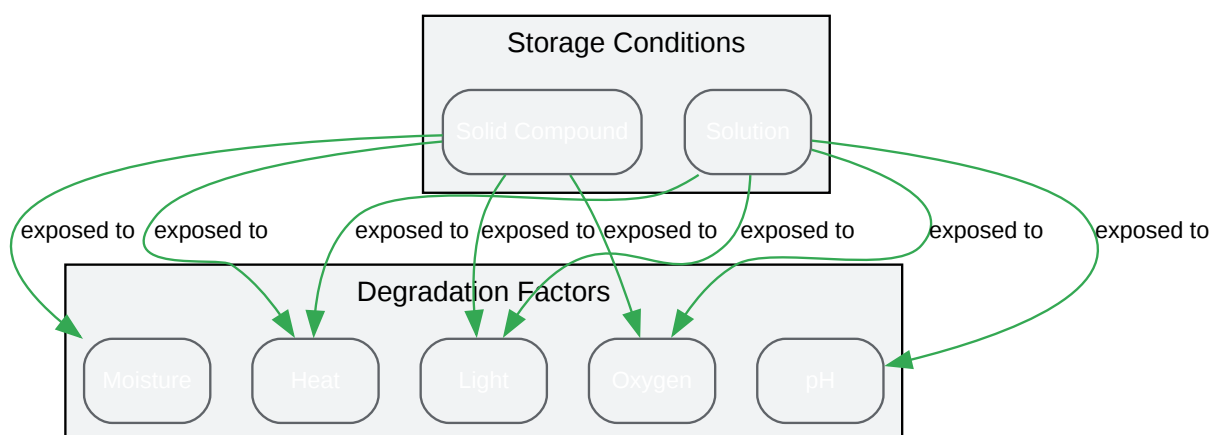 Storage Conditions
Solid Compound
Solution
exposed to
exposed to
exposed to
exposed to
exposed to
exposed to
exposed to
exposed to
Degradation Factors
Moisture
Heat
Light
Oxygen
pH